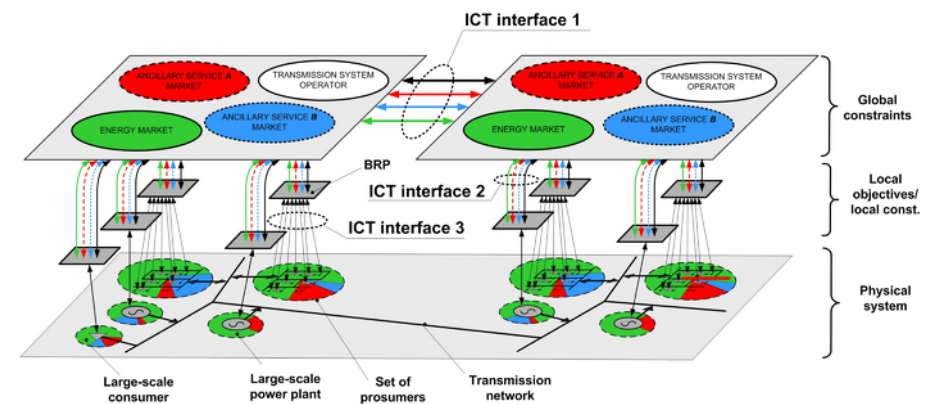 ICT interface 1
ANCILLARY SERVICE A
MARKET
TRANSMISSION SYSTEM
OPERATOR
ENERGY MARKET
ANCILLARY SERVICE B
MARKET
ANCILLARY SERVICE A
MARKET
TRANSMISSION SYSTEM
OPERATOR
ENERGY MARKET
ANCILLARY SERVICE B
MARKET
Global
constraints
BRP
ICT interface 2
ICT interface 3
Local
objectives/
local const.
Physical
system
Large-scale
consumer
Large-scale
power plant
Set of
prosumers
Transmission
network